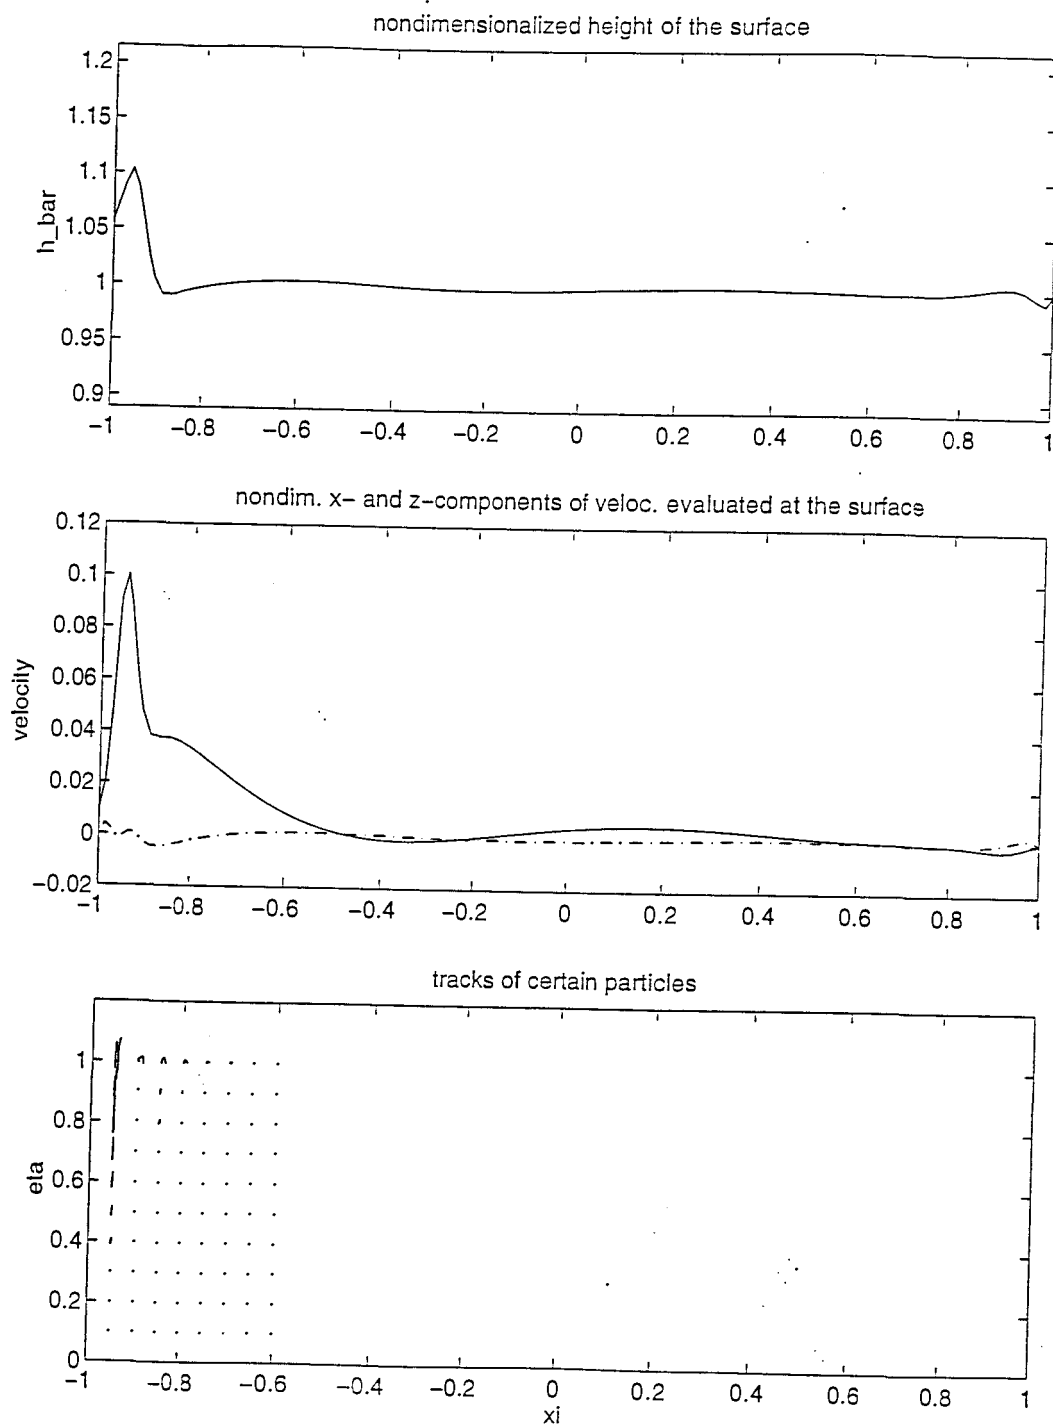 nondimensionalized height of the surface
1.2
1.15
1.1
1.05
1
0.95
0.9
h_bar
−1 −0.8 −0.6 −0.4 −0.2 0 0.2 0.4 0.6 0.8 1
nondim. x− and z−components of veloc. evaluated at the surface
0.12
0.1
0.08
0.06
0.04
0.02
0
−0.02
velocity
−1 −0.8 −0.6 −0.4 −0.2 0 0.2 0.4 0.6 0.8 1
tracks of certain particles
1
0.8
0.6
0.4
0.2
0
eta
−1 −0.8 −0.6 −0.4 −0.2 0 0.2 0.4 0.6 0.8 1
xi